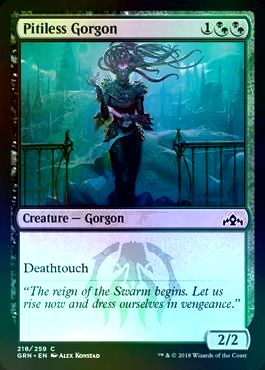 Pitiless Gorgon 1
Creature — Gorgon
Deathtouch
“The reign of the Swarm begins. Let us
rise now and dress ourselves in vengeance.”
2/2
218/259 C
GRN • EN Alex Konstad ™ & © 2018 Wizards of the Coast